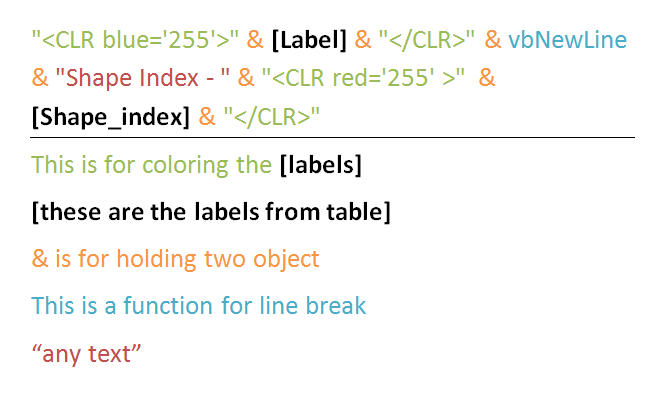 "<CLR blue='255'>" & [Label] & "</CLR>" & vbNewLine
& "Shape Index - " & "<CLR red='255' >"  &
[Shape_index] & "</CLR>"
This is for coloring the [labels]
[these are the labels from table]
& is for holding two object
This is a function for line break
“any text”